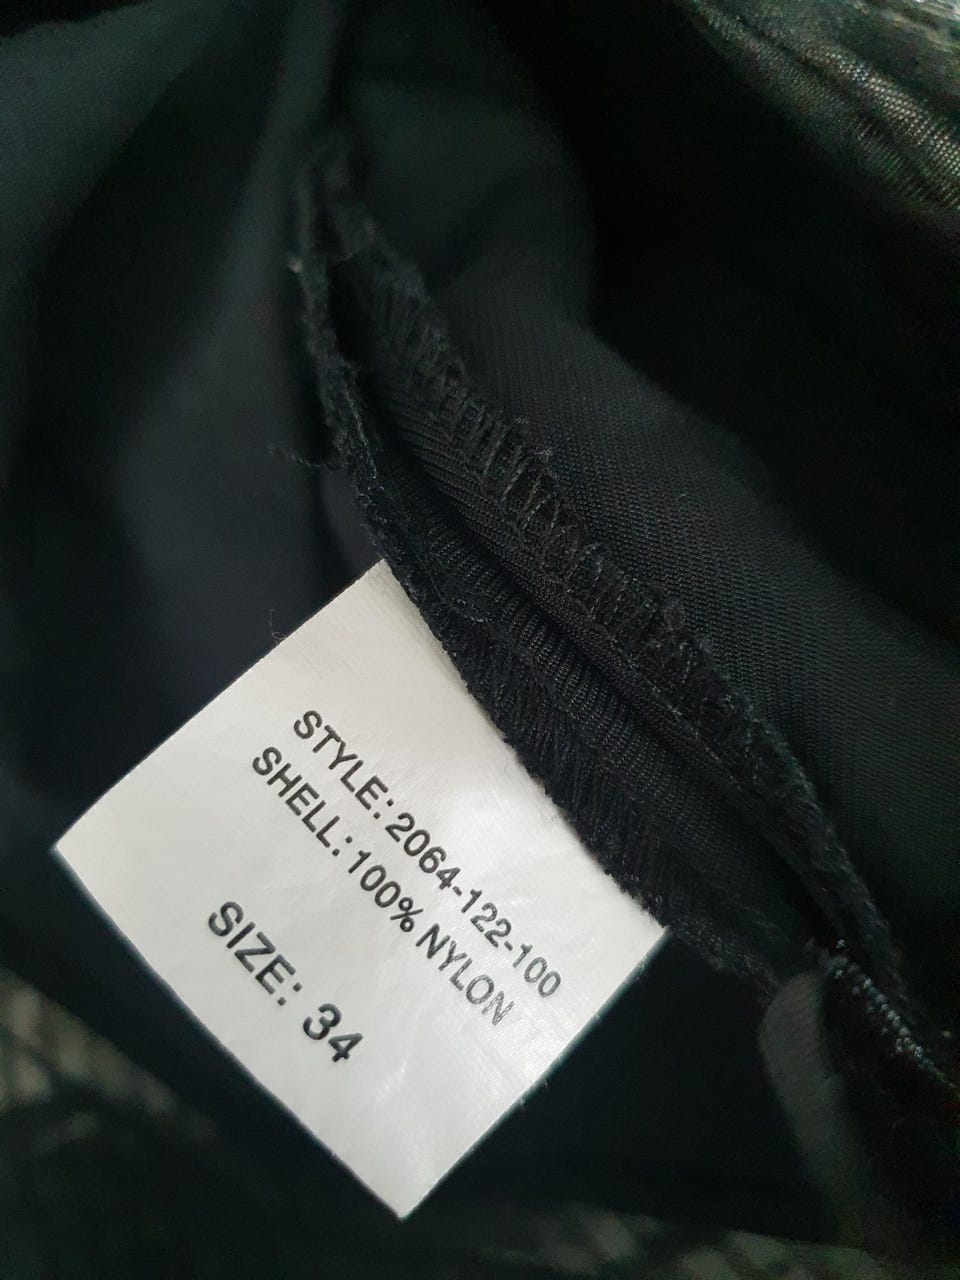 STYLE: 2064-122-100
SHELL: 100% NYLON
SIZE: 34